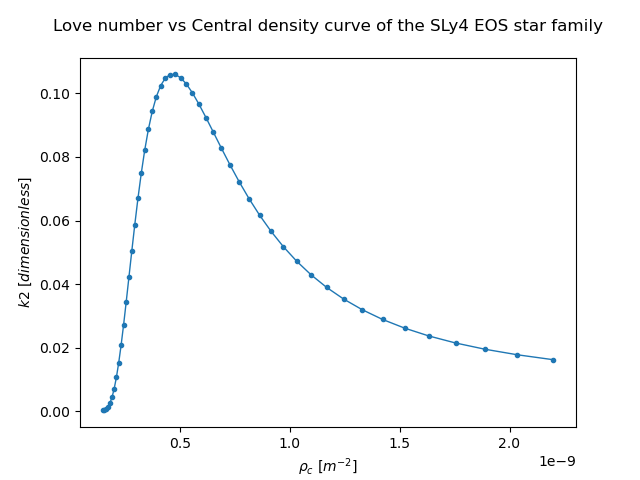 Love number vs Central density curve of the SLy4 EOS star family
0.10
0.08
0.06
0.04
0.02
0.00
k2 [dimensionless]
0.5 1.0 1.5 2.0
1e−9
ρc [m−2]